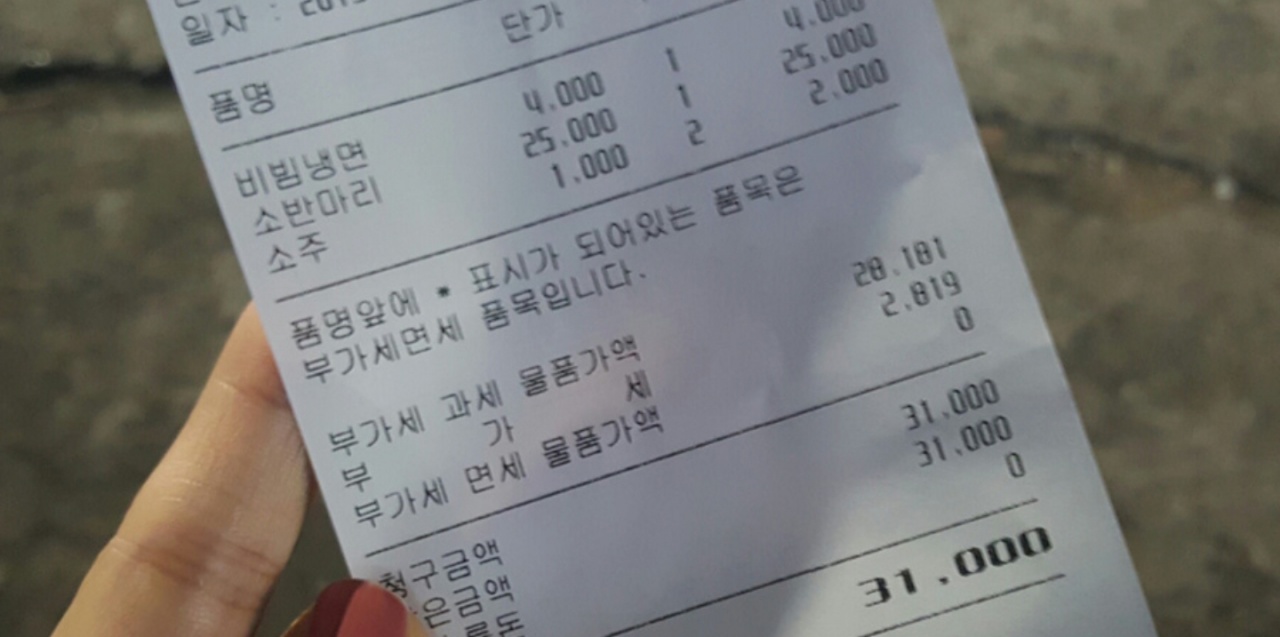 일자 : 201
단가
품명
비빔냉면 4.000 1 4.000
소반마리 25.000 1 25.000
소주 1.000 2 2.000
품명앞에 * 표시가 되어있는 품목은
부가세면세 품목입니다.
부가세 과세 물품가액 28.181
부 가 세 2.819
부가세 면세 물품가액 0
청구금액 31.000
은금액 31.000
0
31.000